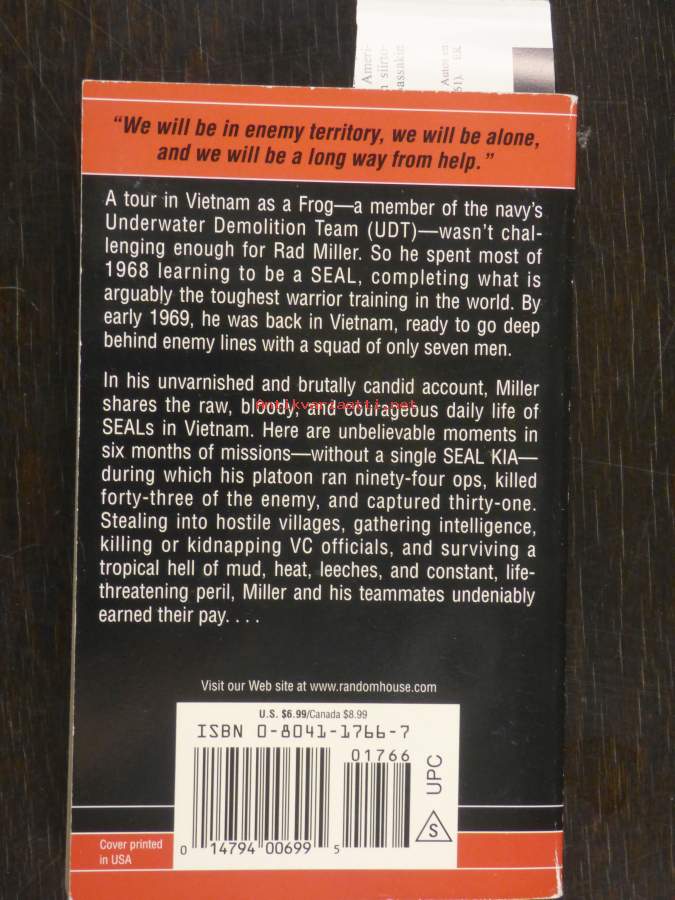 Ameri-
siirto-
Autos en
51). EK
"We will be in enemy territory, we will be alone,
and we will be a long way from help."
A tour in Vietnam as a Frog—a member of the navy's
Underwater Demolition Team (UDT)—wasn't chal-
lenging enough for Rad Miller. So he spent most of
1968 learning to be a SEAL, completing what is
arguably the toughest warrior training in the world. By
early 1969, he was back in Vietnam, ready to go deep
behind enemy lines with a squad of only seven men.
In his unvarnished and brutally candid account, Miller
shares the raw, bloody, and courageous daily life of
antikvariaatti.net
SEALs in Vietnam. Here are unbelievable moments in
six months of missions—without a single SEAL KIA—
during which his platoon ran ninety-four ops, killed
forty-three of the enemy, and captured thirty-one.
Stealing into hostile villages, gathering intelligence,
killing or kidnapping VC officials, and surviving a
tropical hell of mud, heat, leeches, and constant, life-
threatening peril, Miller and his teammates undeniably
earned their pay. . . .
Visit our Web site at www.randomhouse.com
U.S. $6.99/Canada $8.99
ISBN 0-8041-1766-7
01766
UPC
S
0 14794 00699 5
Cover printed
in USA